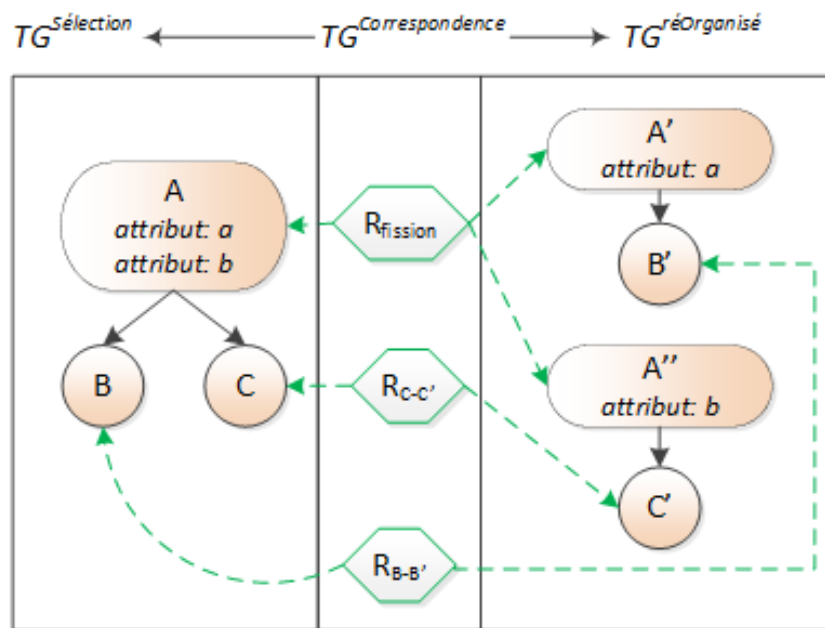 TG^Sélection TG^Correspondence TG^réOrganisé
A
attribut: a
attribut: b
B
C
R_fission
R_C-C'
R_B-B'
A'
attribut: a
B'
A''
attribut: b
C'